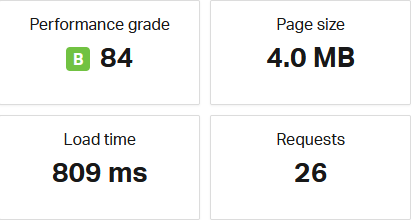 Performance grade
B 84
Page size
4.0 MB
Load time
809 ms
Requests
26